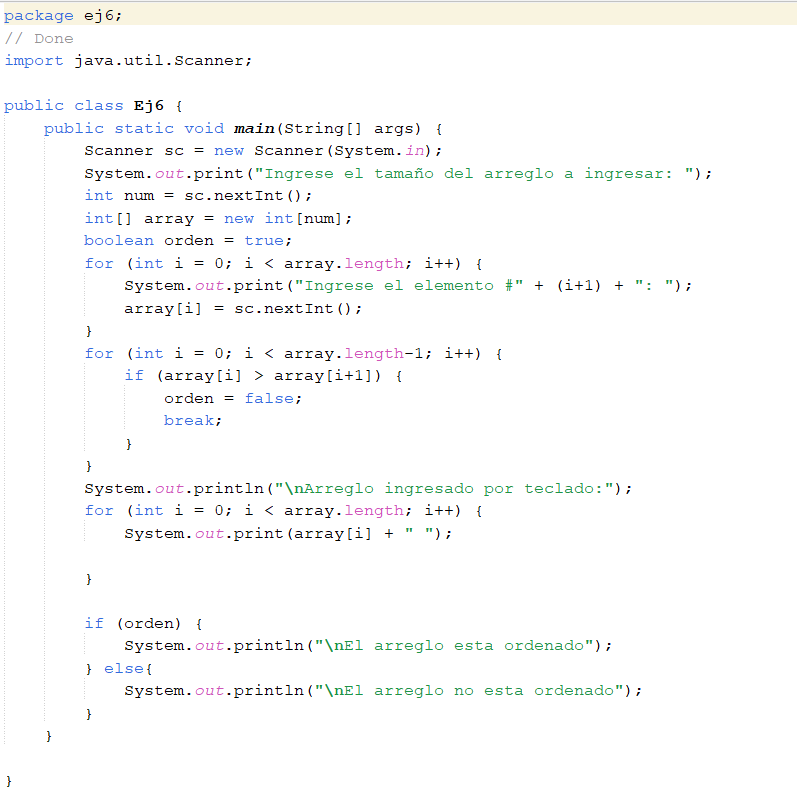 package ej6;
// Done
import java.util.Scanner;
public class Ej6 {
public static void main(String[] args) {
Scanner sc = new Scanner(System.in);
System.out.print("Ingrese el tamaño del arreglo a ingresar: ");
int num = sc.nextInt();
int[] array = new int[num];
boolean orden = true;
for (int i = 0; i < array.length; i++) {
System.out.print("Ingrese el elemento #" + (i+1) + ": ");
array[i] = sc.nextInt();
}
for (int i = 0; i < array.length-1; i++) {
if (array[i] > array[i+1]) {
orden = false;
break;
}
}
System.out.println("\nArreglo ingresado por teclado:");
for (int i = 0; i < array.length; i++) {
System.out.print(array[i] + " ");
}
if (orden) {
System.out.println("\nEl arreglo esta ordenado");
} else{
System.out.println("\nEl arreglo no esta ordenado");
}
}
}